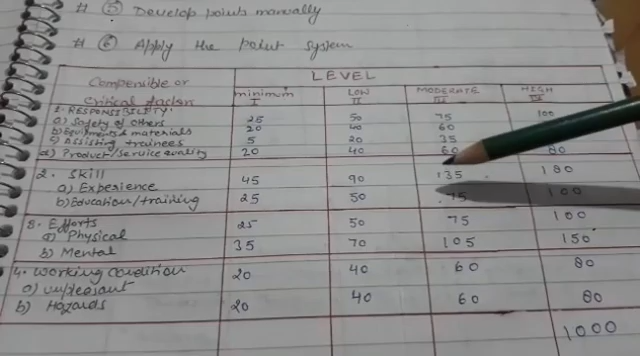 # ⑤ Develop points manually
# ⑥ Apply the point system
LEVEL
Compensible or critical factors minimum I LOW II MODERATE III HIGH IV
1. RESPONSIBILITY.
a) Safety of others 25 50 75 100
b) Equipments & materials 20 40 60
c) Assisting trainees 5 20 35
d) Product/service quality 20 40 60 80
2. Skill
a) Experience 45 90 135 180
b) Education/training 25 50 75 100
3. Efforts
a) Physical 25 50 75 100
b) Mental 35 70 105 150
4. Working Condition
a) unpleasant 20 40 60 80
b) Hazards 20 40 60 80
1000